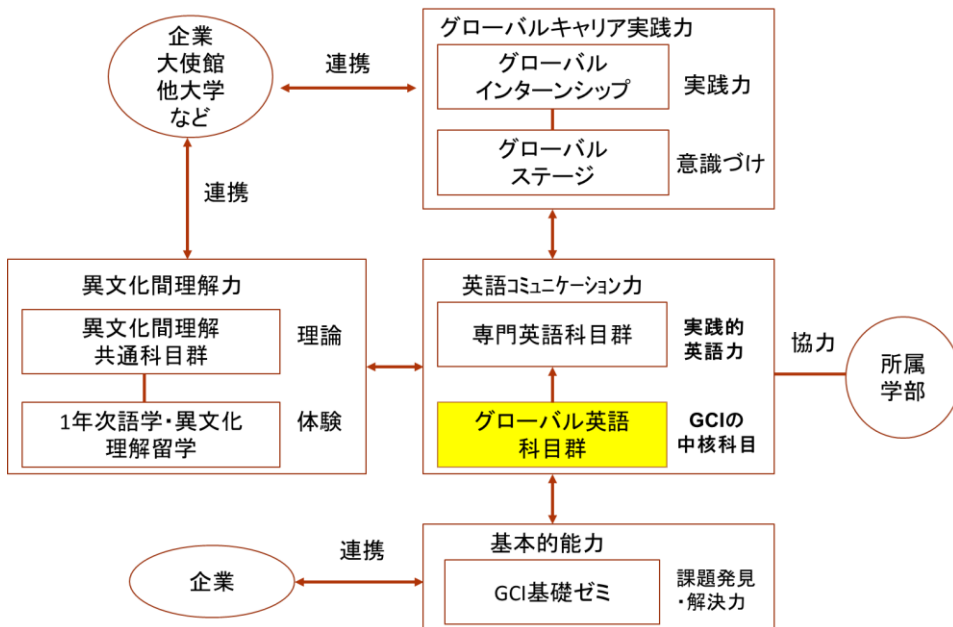 企業
大使館
他大学
など
連携
グローバルキャリア実践力
グローバル
インターンシップ
実践力
グローバル
ステージ
意識づけ
連携
異文化間理解力
異文化間理解
共通科目群
理論
1年次語学・異文化
理解留学
体験
英語コミュニケーション力
専門英語科目群
実践的
英語力
グローバル英語
科目群
GCIの
中核科目
協力
所属
学部
企業
連携
基本的能力
GCI基礎ゼミ
課題発見
・解決力